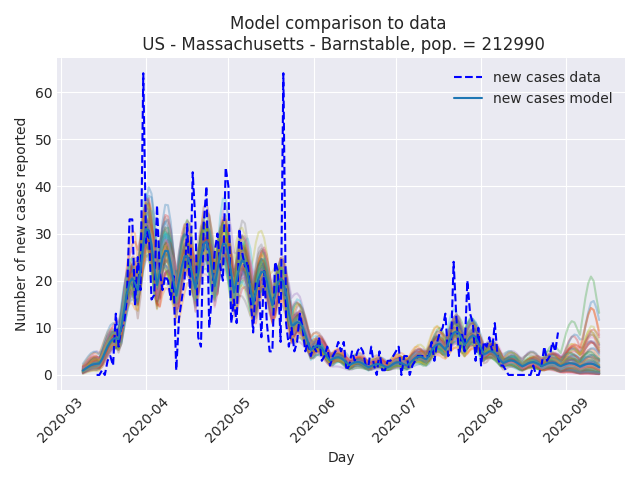 Model comparison to data
US - Massachusetts - Barnstable, pop. = 212990
new cases data
new cases model
Number of new cases reported
60
50
40
30
20
10
0
2020-03
2020-04
2020-05
2020-06
2020-07
2020-08
2020-09
Day